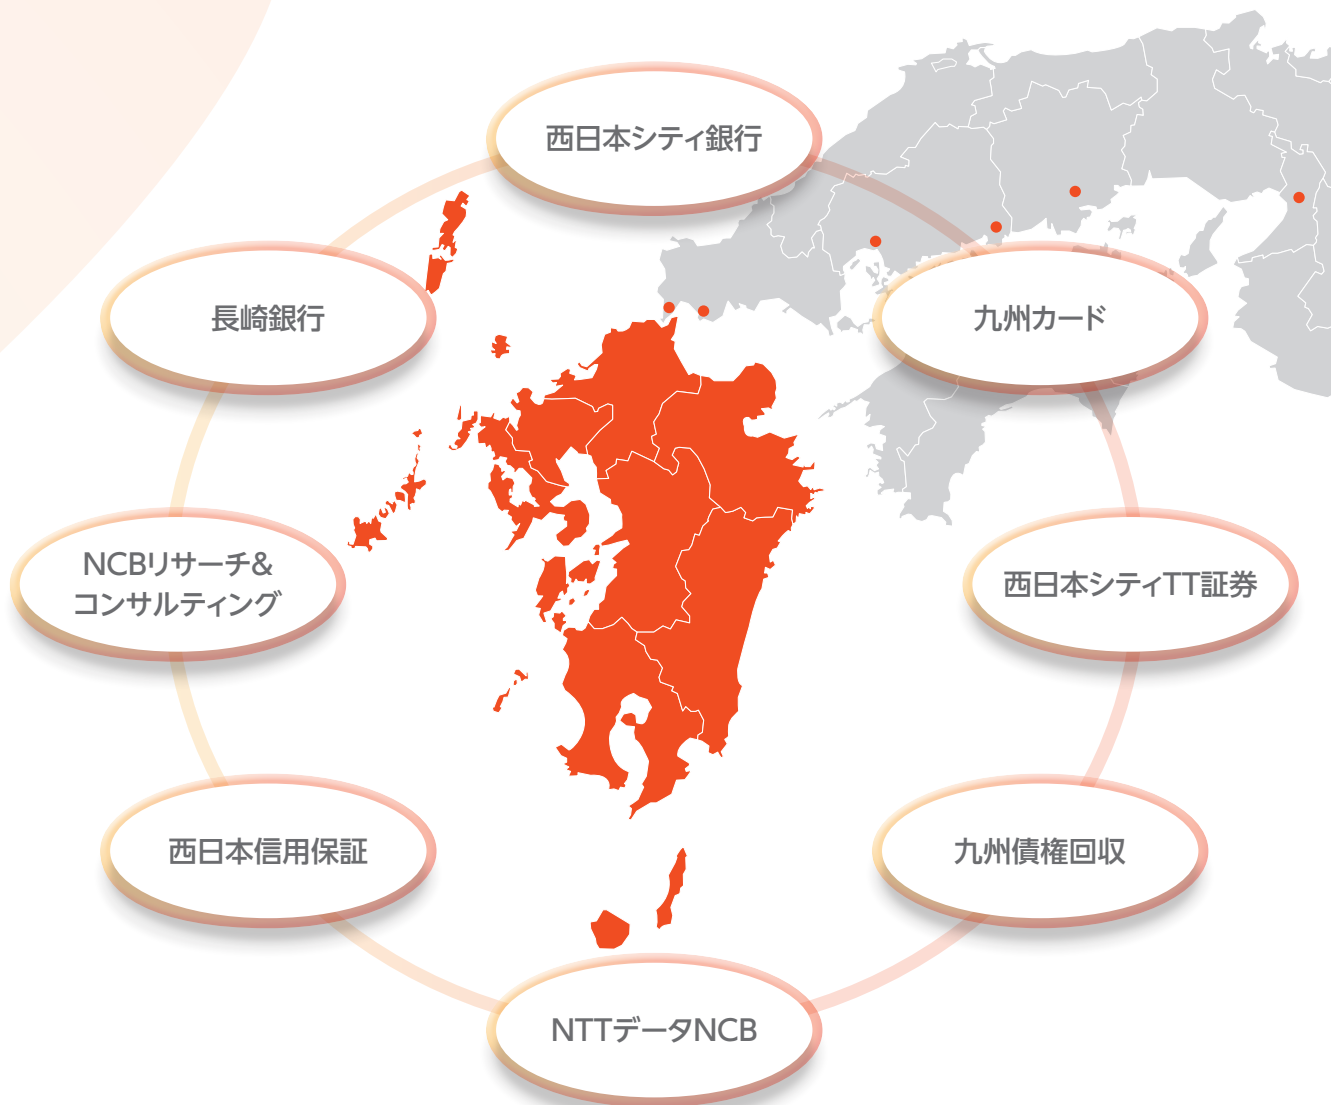 西日本シティ銀行
長崎銀行
九州カード
NCBリサーチ&
コンサルティング
西日本シティTT証券
西日本信用保証
九州債権回収
NTTデータNCB